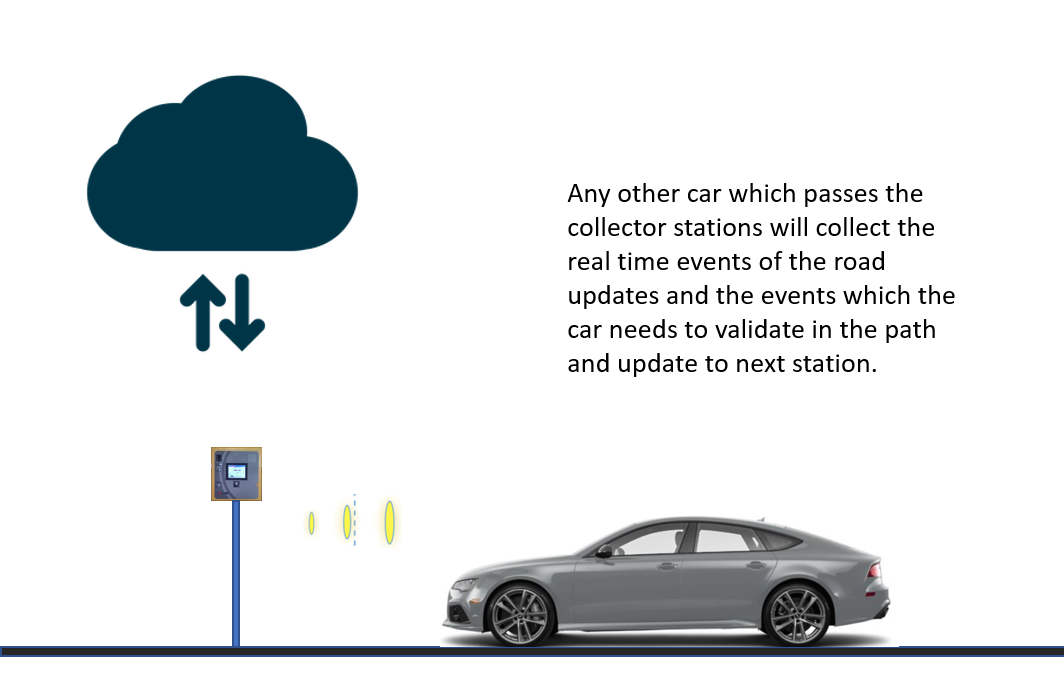 Any other car which passes the
collector stations will collect the
real time events of the road
updates and the events which the
car needs to validate in the path
and update to next station.